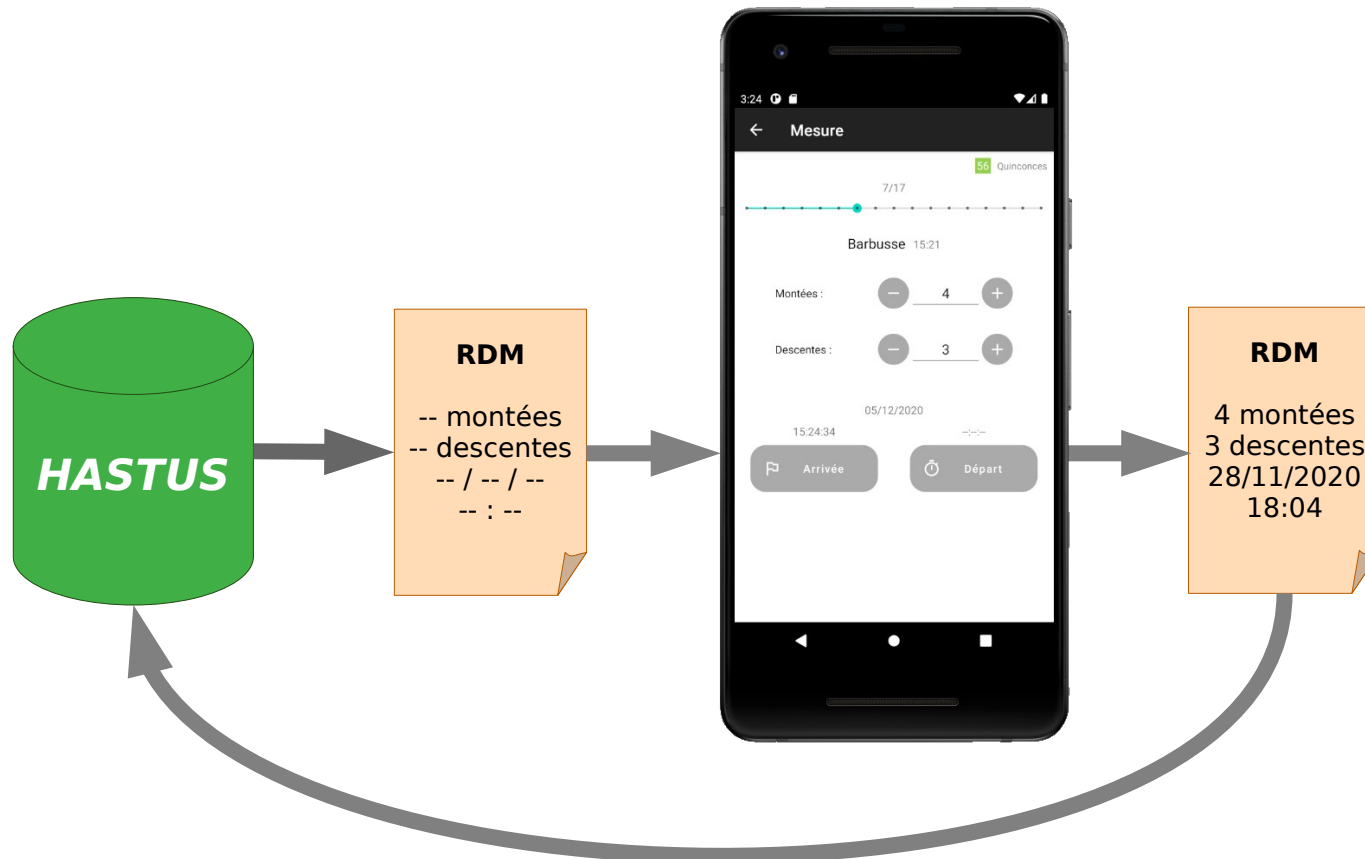 HASTUS
RDM
-- montées
-- descentes
-- / -- / --
-- : --
3:24
Mesure
56 Quinconces
7/17
Barbusse 15:21
Montées : 4
Descentes : 3
05/12/2020
15:24:34 --:--:--
Arrivée Départ
RDM
4 montées
3 descentes
28/11/2020
18:04